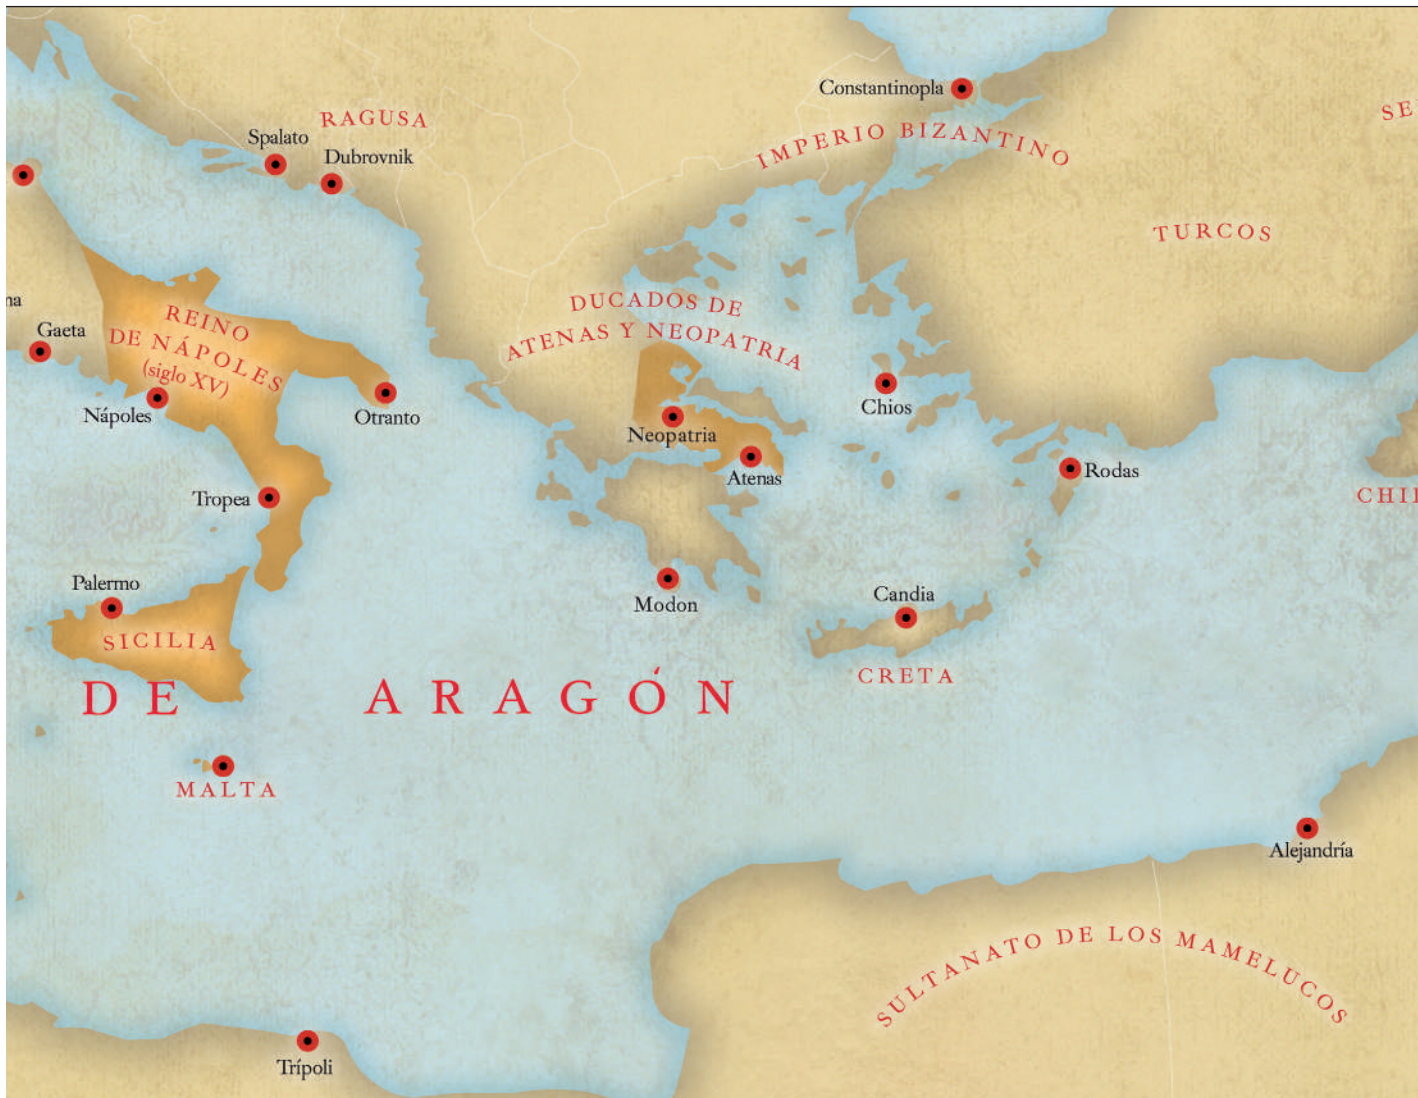 Constantinopla
SE
RAGUSA
IMPERIO BIZANTINO
Spalato
Dubrovnik
TURCOS
na
DUCADOS DE
ATENAS Y NEOPATRIA
REINO
DE NÁPOLES
(siglo XV)
Gaeta
Nápoles
Otranto
Chios
Neopatria
Atenas
Rodas
Tropea
CHI
Palermo
Modon
Candia
SICILIA
CRETA
DE ARAGÓN
MALTA
Alejandría
SULTANATO DE LOS MAMELUCOS
Trípoli